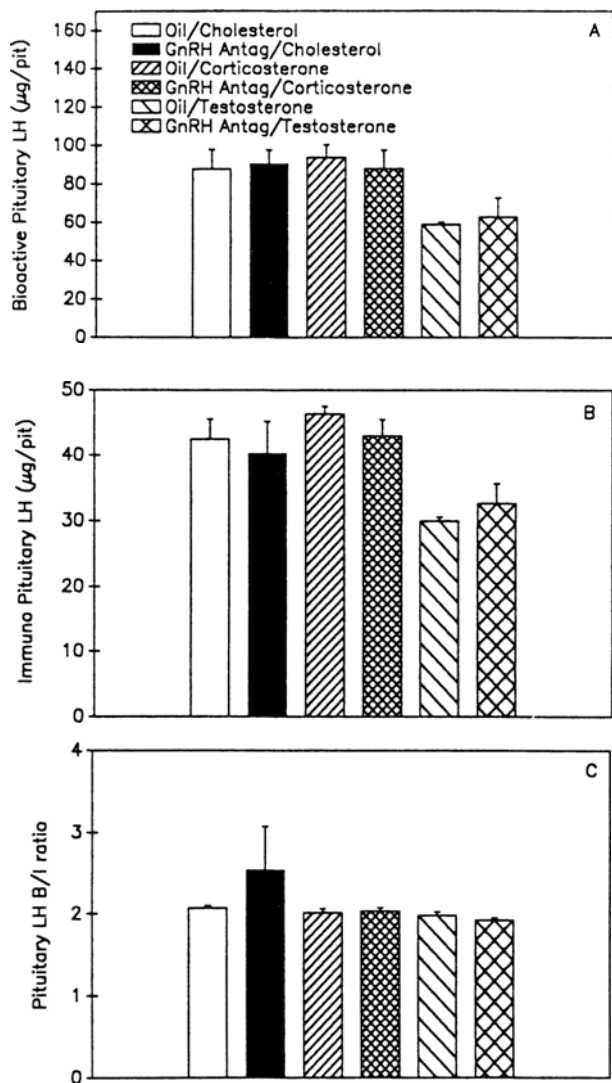 A
Oil/Cholesterol
GnRH Antag/Cholesterol
Oil/Corticosterone
GnRH Antag/Corticosterone
Oil/Testosterone
GnRH Antag/Testosterone
Bioactive Pituitary LH (μg/pit)
160
140
120
100
80
60
40
20
0
B
Immuno Pituitary LH (μg/pit)
50
40
30
20
10
0
C
Pituitary LH B/I ratio
4
3
2
1
0